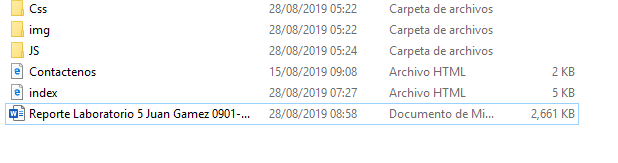 Css 28/08/2019 05:22 Carpeta de archivos
img 28/08/2019 05:22 Carpeta de archivos
JS 28/08/2019 05:24 Carpeta de archivos
Contactenos 15/08/2019 09:08 Archivo HTML 2 KB
index 28/08/2019 07:27 Archivo HTML 5 KB
Reporte Laboratorio 5 Juan Gamez 0901-... 28/08/2019 08:58 Documento de Mi... 2,661 KB